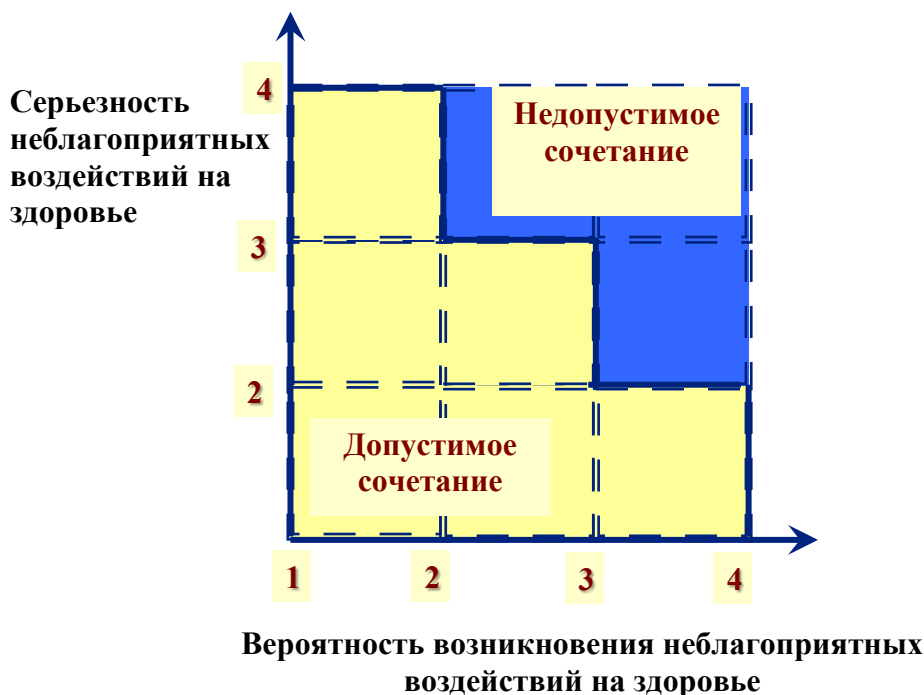 4
Серьезность
неблагоприятных
воздействий на
здоровье
Недопустимое
сочетание
3
2
Допустимое
сочетание
1 2 3 4
Вероятность возникновения неблагоприятных
воздействий на здоровье